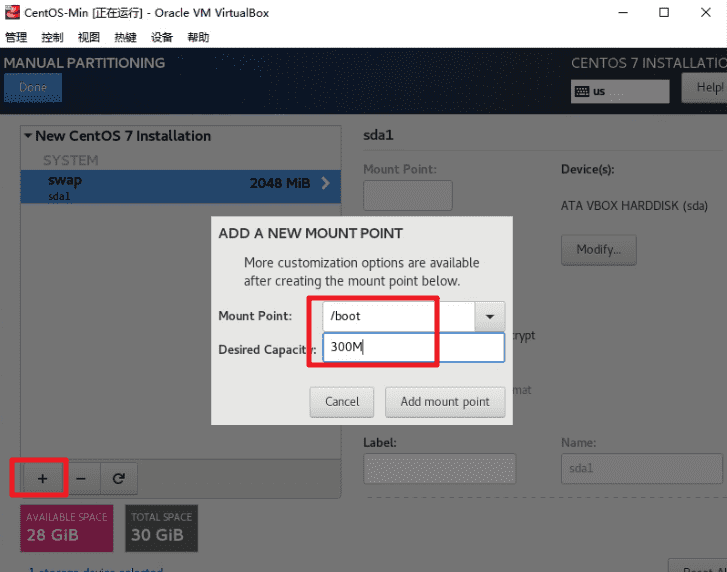 CentOS-Min [正在运行] - Oracle VM VirtualBox
管理 控制 视图 热键 设备 帮助
MANUAL PARTITIONING
CENTOS 7 INSTALLATIO
Done
us
Help!
New CentOS 7 Installation
SYSTEM
swap
2048 MiB
sda1
sda1
Mount Point:
Device(s):
ATA VBOX HARDDISK (sda)
Modify...
ADD A NEW MOUNT POINT
More customization options are available
after creating the mount point below.
Mount Point:
/boot
Desired Capacity:
300M
Cancel
Add mount point
crypt
mat
Label:
Name:
sda1
+
−
AVAILABLE SPACE
28 GiB
TOTAL SPACE
30 GiB
1 storage device selected